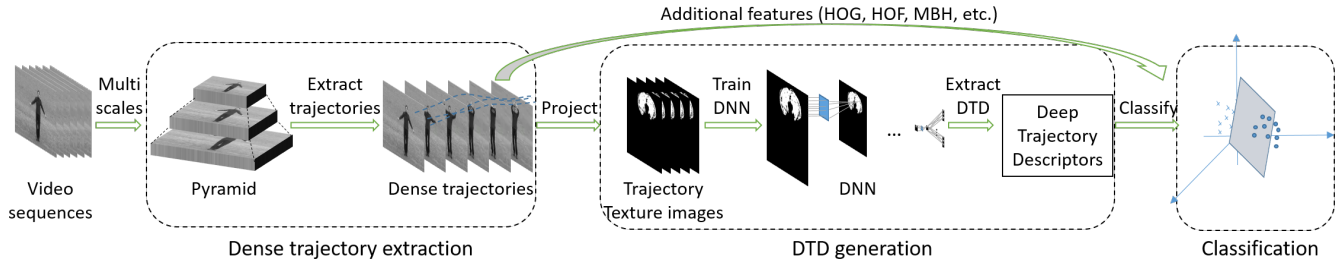 Additional features (HOG, HOF, MBH, etc.)
Multi
scales
Extract
trajectories
Project
Train
DNN
Extract
DTD
Classify
Deep
Trajectory
Descriptors
...
Video
sequences
Pyramid
Dense trajectories
Trajectory
Texture images
DNN
Dense trajectory extraction
DTD generation
Classification